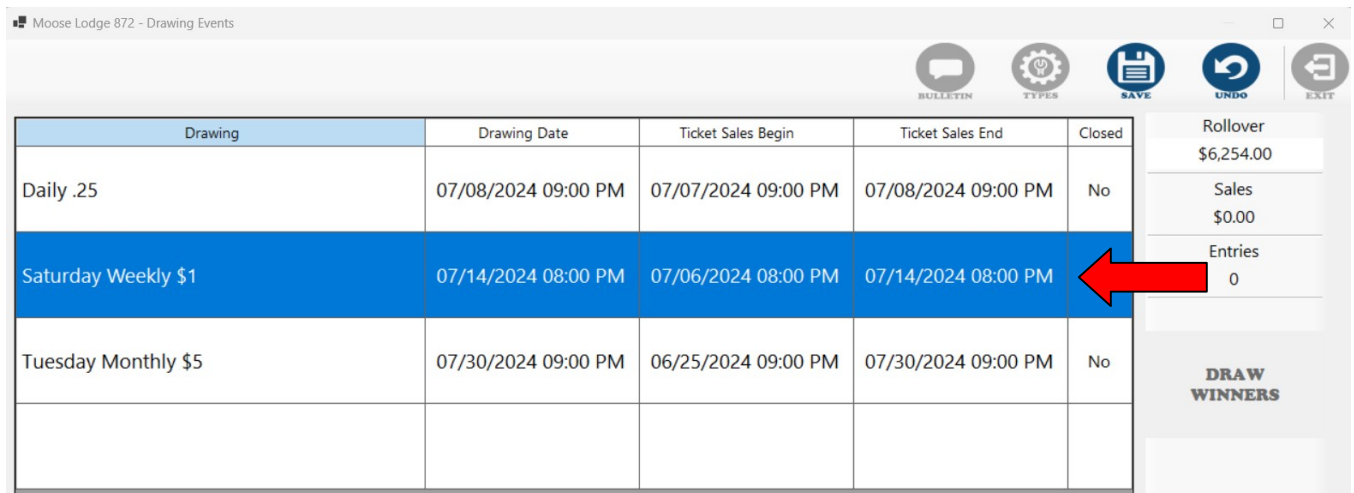 Moose Lodge 872 - Drawing Events
BULLETIN TYPES SAVE UNDO EXIT
Drawing Drawing Date Ticket Sales Begin Ticket Sales End Closed
Daily .25 07/08/2024 09:00 PM 07/07/2024 09:00 PM 07/08/2024 09:00 PM No
Saturday Weekly $1 07/14/2024 08:00 PM 07/06/2024 08:00 PM 07/14/2024 08:00 PM
Tuesday Monthly $5 07/30/2024 09:00 PM 06/25/2024 09:00 PM 07/30/2024 09:00 PM No
Rollover
$6,254.00
Sales
$0.00
Entries
0
DRAW
WINNERS